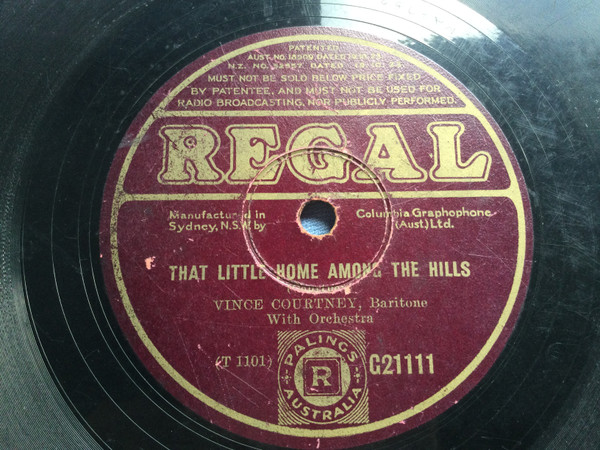 PATENTED
MUST NOT BE SOLD BELOW PRICE FIXED
BY PATENTEE, AND MUST NOT BE USED FOR
RADIO BROADCASTING, NOR PUBLICLY PERFORMED.
REGAL
Manufactured in Columbia Graphophone
Sydney, N.S.W. by (Aust) Ltd.
THAT LITTLE HOME AMONG THE HILLS
VINCE COURTNEY, Baritone
With Orchestra
(T 1101) G21111
PALINGS
R
AUSTRALIA